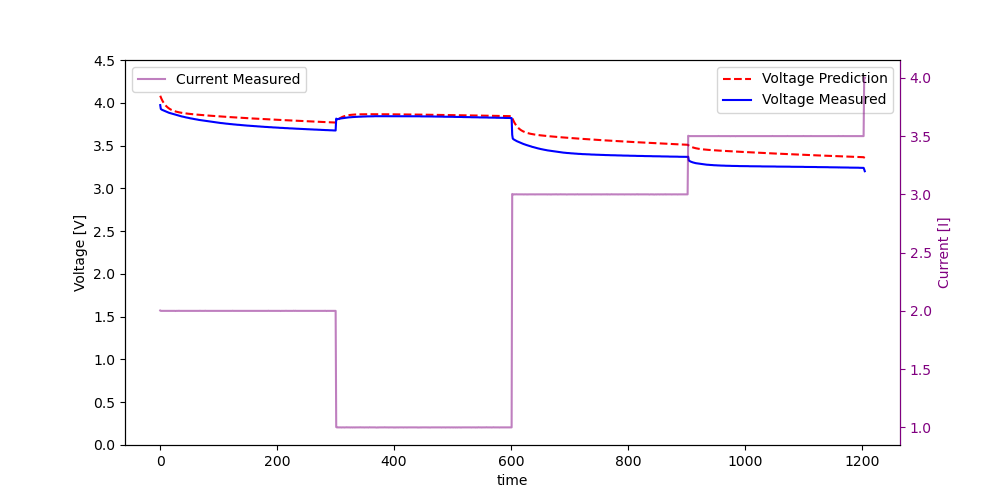 Current Measured
Voltage Prediction
Voltage Measured
4.5
4.0
3.5
3.0
2.5
2.0
1.5
1.0
0.5
0.0
Voltage [V]
4.0
3.5
3.0
2.5
2.0
1.5
1.0
Current [I]
0 200 400 600 800 1000 1200
time